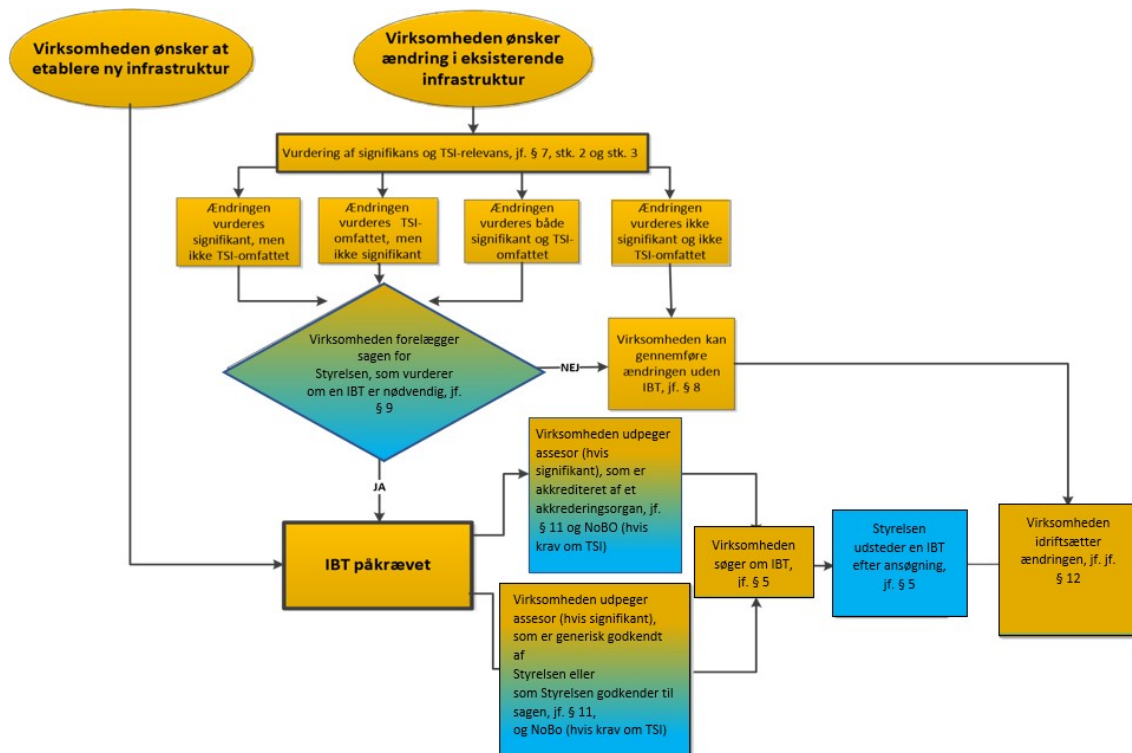 Virksomheden ønsker at
etablere ny infrastruktur
Virksomheden ønsker
ændring i eksisterende
infrastruktur
Vurdering af signifikans og TSI-relevans, jf. § 7, stk. 2 og stk. 3
Ændringen
vurderes
signifikant, men
ikke TSI-omfattet
Ændringen
vurderes TSI-
omfattet, men
ikke signifikant
Ændringen
vurderes både
signifikant og TSI-
omfattet
Ændringen
vurderes ikke
signifikant og ikke
TSI-omfattet
Virksomheden forelægger
sagen for
Styrelsen, som vurderer
om en IBT er nødvendig, jf.
§ 9
NEJ
Virksomheden kan
gennemføre
ændringen uden
IBT, jf. § 8
JA
IBT påkrævet
Virksomheden udpeger
assesor (hvis
signifikant), som er
akkrediteret af et
akkrederingsorgan, jf.
§ 11 og NoBO (hvis
krav om TSI)
Virksomheden udpeger
assesor (hvis signifikant),
som er generisk godkendt
af
Styrelsen eller
som Styrelsen godkender til
sagen, jf. § 11,
og NoBo (hvis krav om TSI)
Virksomheden
søger om IBT,
jf. § 5
Styrelsen
udsteder en IBT
efter ansøgning,
jf. § 5
Virksomheden
idriftsætter
ændringen, jf. jf.
§ 12